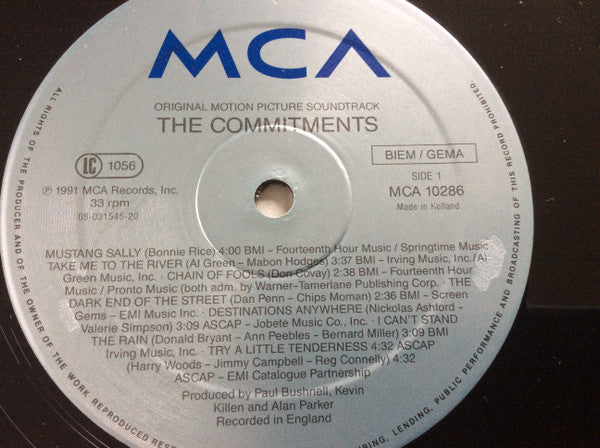 MCA
ORIGINAL MOTION PICTURE SOUNDTRACK
THE COMMITMENTS
LC 1056
BIEM / GEMA
℗ 1991 MCA Records, Inc.
33 rpm
08-031545-20
SIDE 1
MCA 10286
Made in Kolland
MUSTANG SALLY (Bonnie Rice) 4:00 BMI – Fourteenth Hour Music / Springtime Music
TAKE ME TO THE RIVER (Al Green – Mabon Hodges) 3:37 BMI – Irving Music, Inc. / Al
Green Music, Inc. · CHAIN OF FOOLS (Don Covay) 2:38 BMI – Fourteenth Hour
Music / Pronto Music (both adm. by Warner-Tamerlane Publishing Corp. · THE
DARK END OF THE STREET (Dan Penn – Chips Moman) 2:36 BMI – Screen
Gems – EMI Music Inc. · DESTINATIONS ANYWHERE (Nickolas Ashford –
Valerie Simpson) 3:09 ASCAP – Jobete Music Co., Inc. · I CAN'T STAND
THE RAIN (Donald Bryant – Ann Peebles – Bernard Miller) 3:09 BMI
Irving Music, Inc. · TRY A LITTLE TENDERNESS 4:32 ASCAP
(Harry Woods – Jimmy Campbell – Reg Connelly) 4:32
ASCAP – EMI Catalogue Partnership
Produced by Paul Bushnell, Kevin
Killen and Alan Parker
Recorded in England
ALL RIGHTS OF THE PRODUCER AND OF THE OWNER OF THE WORK REPRODUCED RESE
IRING, LENDING, PUBLIC PERFORMANCE AND BROADCASTING OF THIS RECORD PROHIBITED